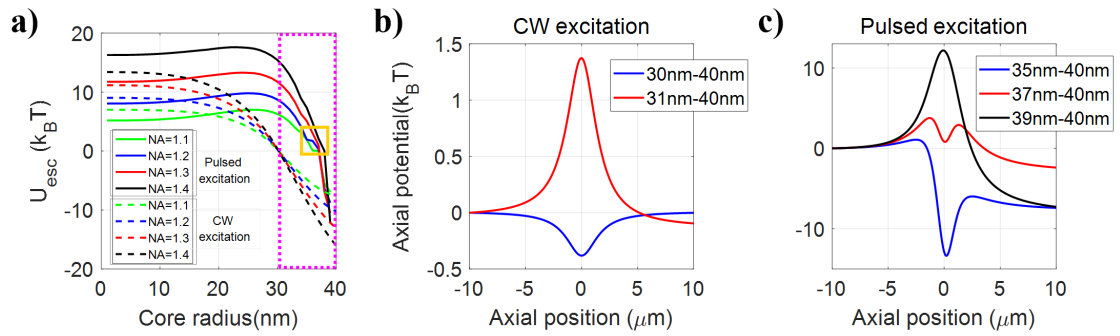 a)
U_esc (k_BT)
20
10
0
-10
-20
NA=1.1
NA=1.2
NA=1.3
NA=1.4
Pulsed
excitation
NA=1.1
NA=1.2
NA=1.3
NA=1.4
CW
excitation
0 10 20 30 40
Core radius(nm)
b)
CW excitation
Axial potential(k_BT)
1.5
1
0.5
0
-0.5
30nm-40nm
31nm-40nm
-10 -5 0 5 10
Axial position (μm)
c)
Pulsed excitation
10
0
-10
35nm-40nm
37nm-40nm
39nm-40nm
-10 -5 0 5 10
Axial position (μm)